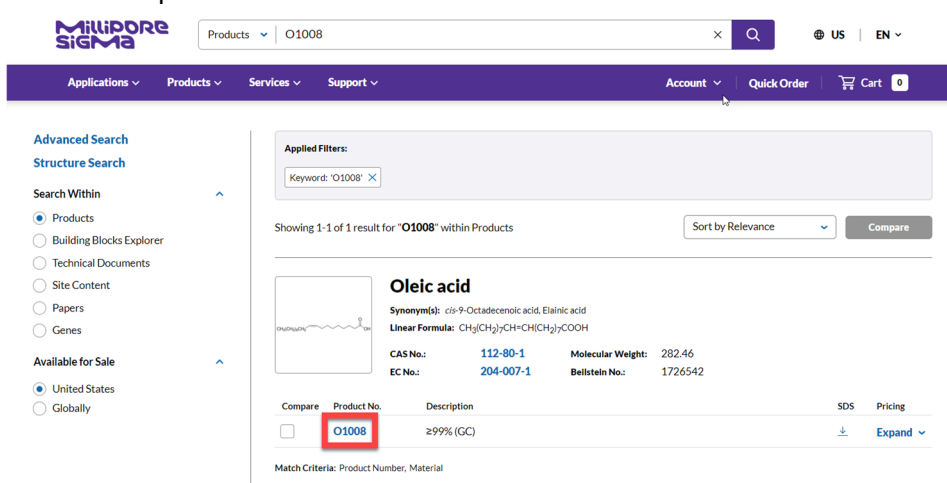 Millipore
Sigma
Products
O1008
US
EN
Applications
Products
Services
Support
Account
Quick Order
Cart 0
Advanced Search
Structure Search
Search Within
Products
Building Blocks Explorer
Technical Documents
Site Content
Papers
Genes
Available for Sale
United States
Globally
Applied Filters:
Keyword: 'O1008'
Showing 1-1 of 1 result for "O1008" within Products
Sort by Relevance
Compare
Oleic acid
Synonym(s): cis-9-Octadecenoic acid, Elainic acid
Linear Formula: CH3(CH2)7CH=CH(CH2)7COOH
CAS No.: 112-80-1 Molecular Weight: 282.46
EC No.: 204-007-1 Beilstein No.: 1726542
Compare Product No. Description SDS Pricing
O1008 ≥99% (GC) Expand
Match Criteria: Product Number, Material